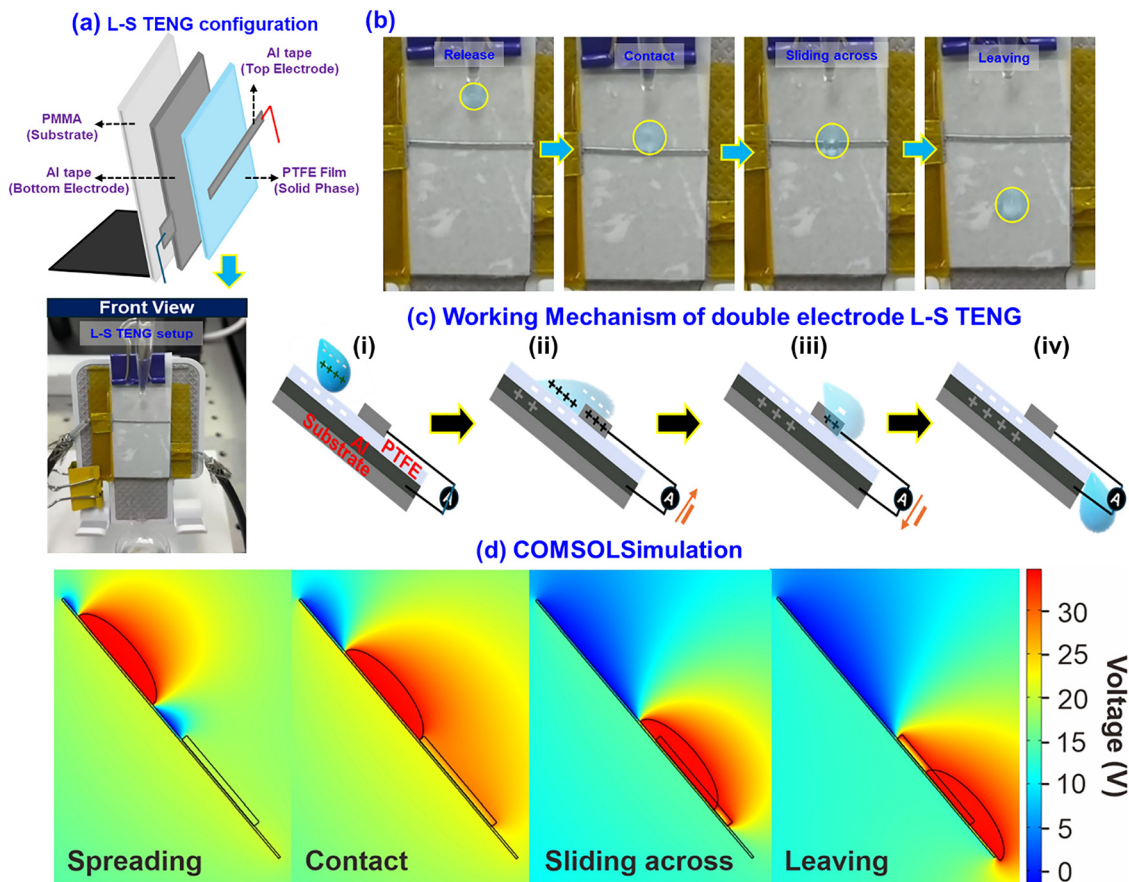 (a) L-S TENG configuration
Al tape
(Top Electrode)
PMMA
(Substrate)
Al tape
(Bottom Electrode)
PTFE Film
(Solid Phase)
Front View
L-S TENG setup
(b)
Release
Contact
Sliding across
Leaving
(c) Working Mechanism of double electrode L-S TENG
(i)
(ii)
(iii)
(iv)
Substrate
Al
PTFE
A
A
I
A
I
A
(d) COMSOLSimulation
Spreading
Contact
Sliding across
Leaving
30
25
20
15
10
5
0
Voltage (V)